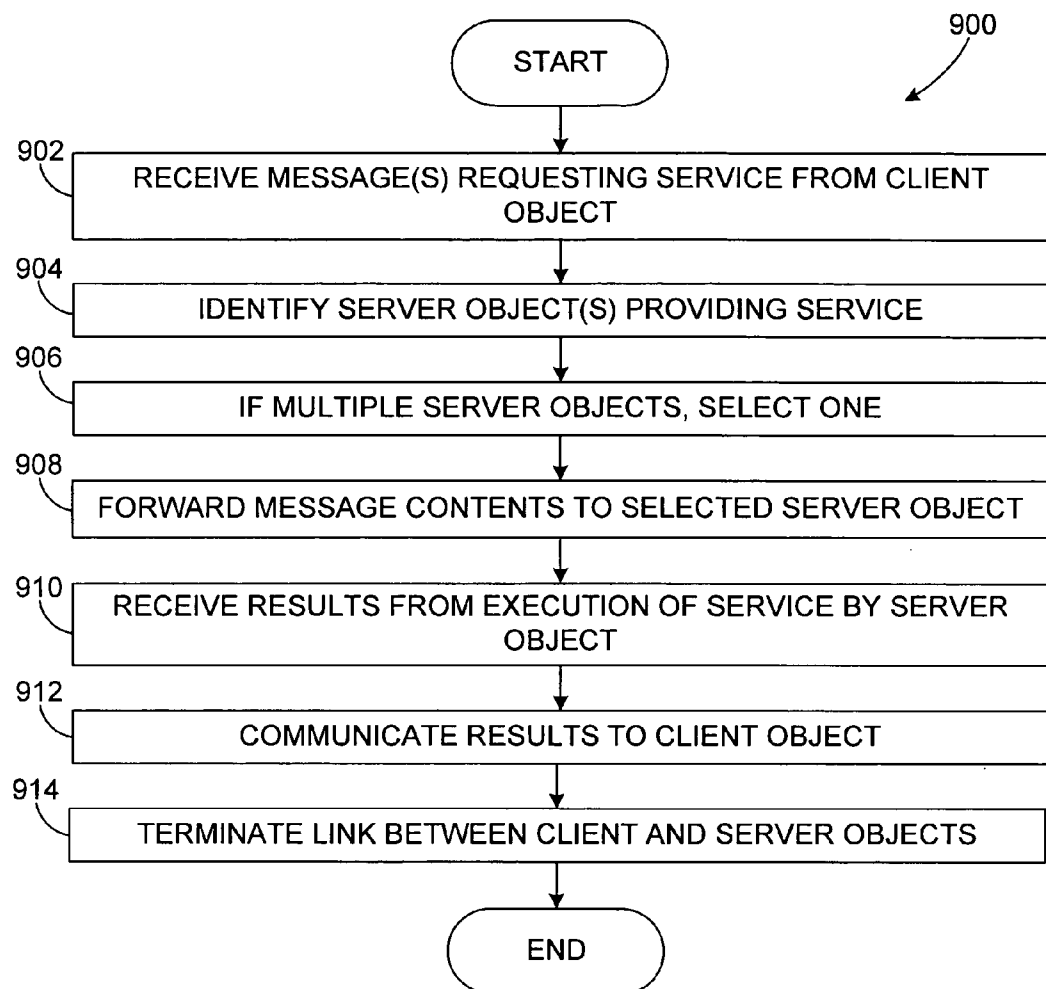 START
900
902
RECEIVE MESSAGE(S) REQUESTING SERVICE FROM CLIENT
OBJECT
904
IDENTIFY SERVER OBJECT(S) PROVIDING SERVICE
906
IF MULTIPLE SERVER OBJECTS, SELECT ONE
908
FORWARD MESSAGE CONTENTS TO SELECTED SERVER OBJECT
910
RECEIVE RESULTS FROM EXECUTION OF SERVICE BY SERVER
OBJECT
912
COMMUNICATE RESULTS TO CLIENT OBJECT
914
TERMINATE LINK BETWEEN CLIENT AND SERVER OBJECTS
END